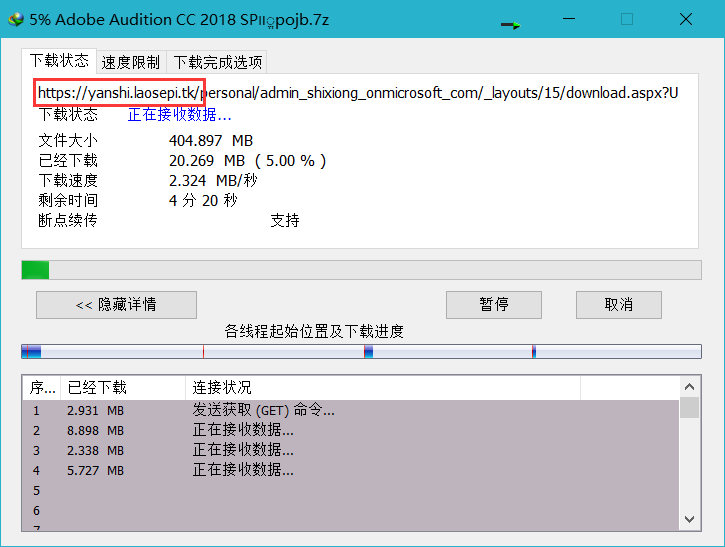 5% Adobe Audition CC 2018 SP
下载状态 速度限制 下载完成选项
https://yanshi.laosepi.tk/personal/admin_shixiong_onmicrosoft_com/_layouts/15/download.aspx?U
下载状态 正在接收数据...
文件大小 404.897 MB
已经下载 20.269 MB ( 5.00 % )
下载速度 2.324 MB/秒
剩余时间 4 分 20 秒
断点续传 支持
<< 隐藏详情 暂停 取消
各线程起始位置及下载进度
序... 已经下载 连接状况
1 2.931 MB 发送获取 (GET) 命令...
2 8.898 MB 正在接收数据...
3 2.338 MB 正在接收数据...
4 5.727 MB 正在接收数据...
5
6
7